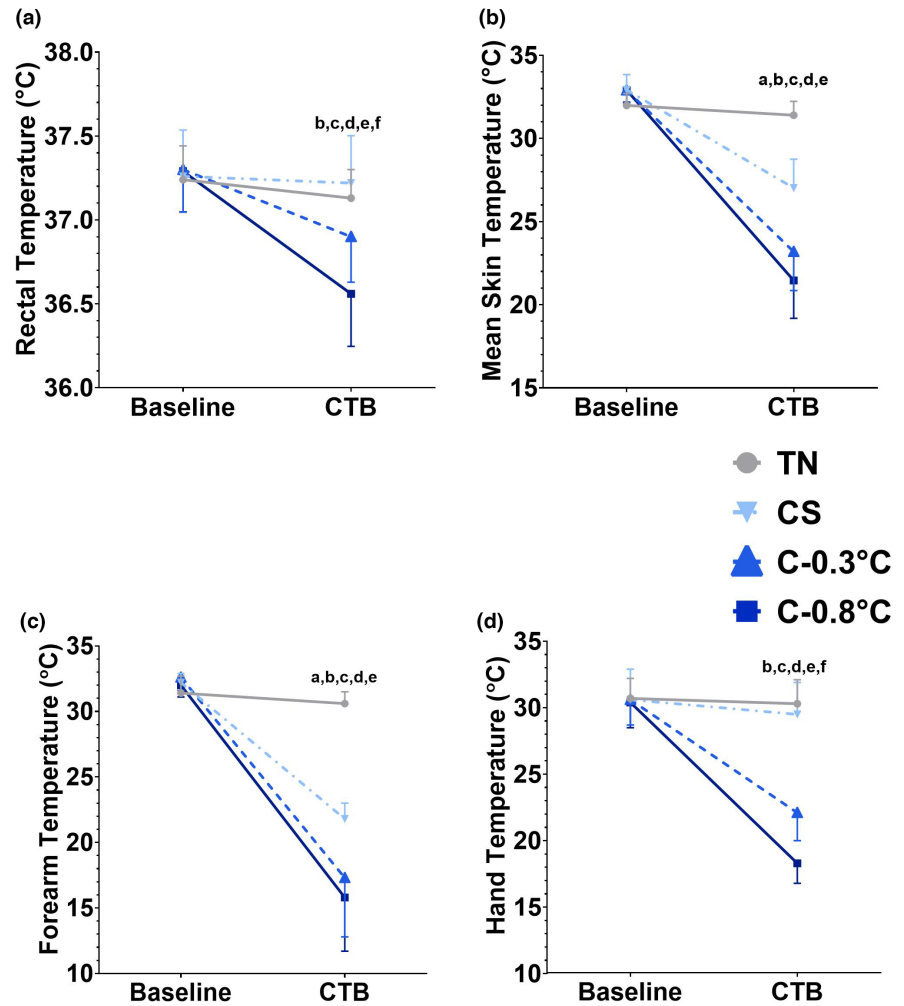 (a)
Rectal Temperature (°C)
38.0
37.5
37.0
36.5
36.0
b,c,d,e,f
Baseline
CTB
(b)
Mean Skin Temperature (°C)
35
30
25
20
15
a,b,c,d,e
Baseline
CTB
TN
CS
C-0.3°C
C-0.8°C
(c)
Forearm Temperature (°C)
35
30
25
20
15
10
a,b,c,d,e
Baseline
CTB
(d)
Hand Temperature (°C)
35
30
25
20
15
10
b,c,d,e,f
Baseline
CTB